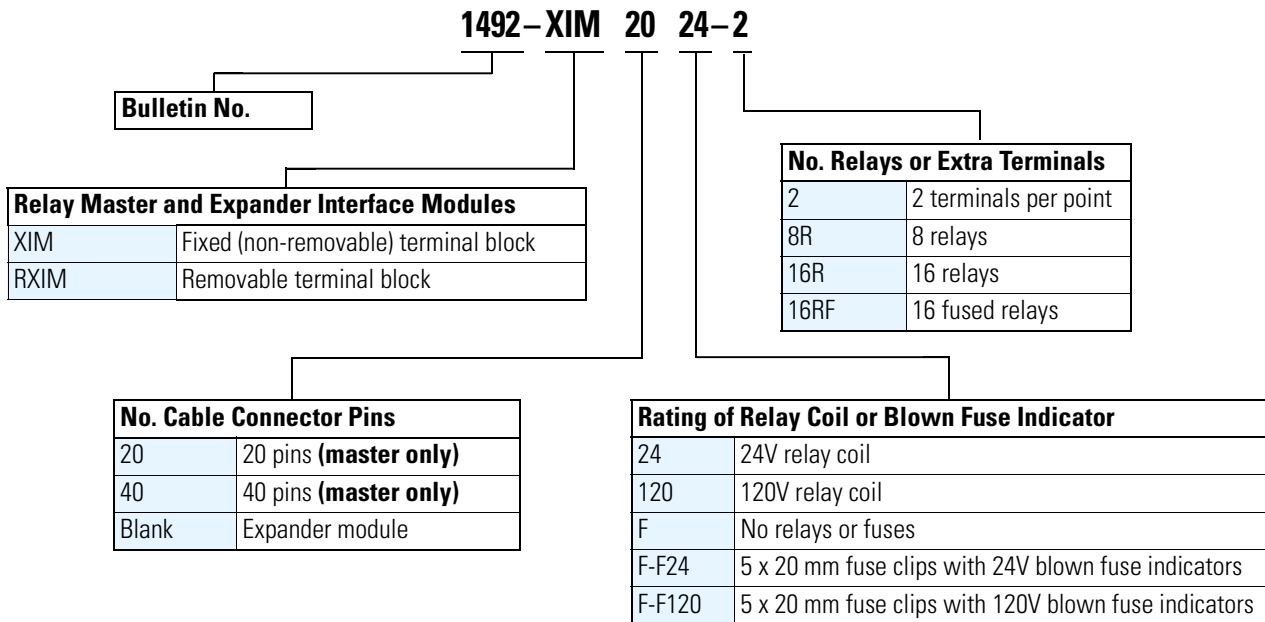 1492–XIM 20 24–2
Bulletin No.
Relay Master and Expander Interface Modules
XIM Fixed (non-removable) terminal block
RXIM Removable terminal block
No. Relays or Extra Terminals
2 2 terminals per point
8R 8 relays
16R 16 relays
16RF 16 fused relays
No. Cable Connector Pins
20 20 pins (master only)
40 40 pins (master only)
Blank Expander module
Rating of Relay Coil or Blown Fuse Indicator
24 24V relay coil
120 120V relay coil
F No relays or fuses
F-F24 5 x 20 mm fuse clips with 24V blown fuse indicators
F-F120 5 x 20 mm fuse clips with 120V blown fuse indicators